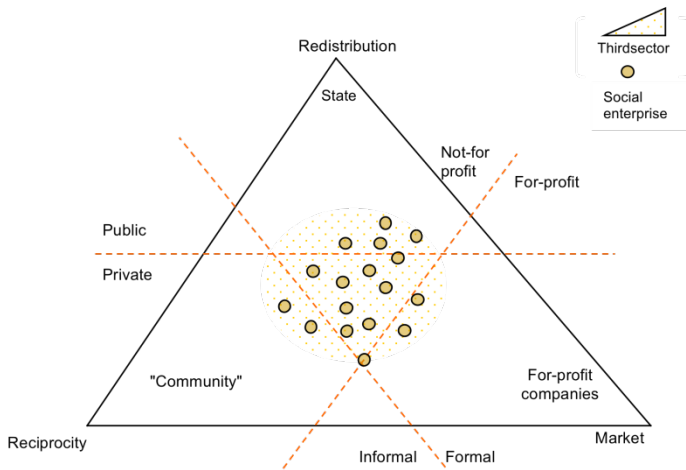 Thirdsector
Social
enterprise
Redistribution
State
Not-for
profit
For-profit
Public
Private
"Community"
For-profit
companies
Reciprocity
Market
Informal
Formal